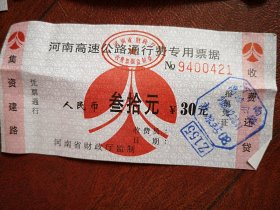 河南高速公路通行费专用票据
No 9400421
集资建路
凭票通行
收费还贷
人民币 叁拾元 ¥30元
收费员：
日期：
河南省财政厅监制
2155